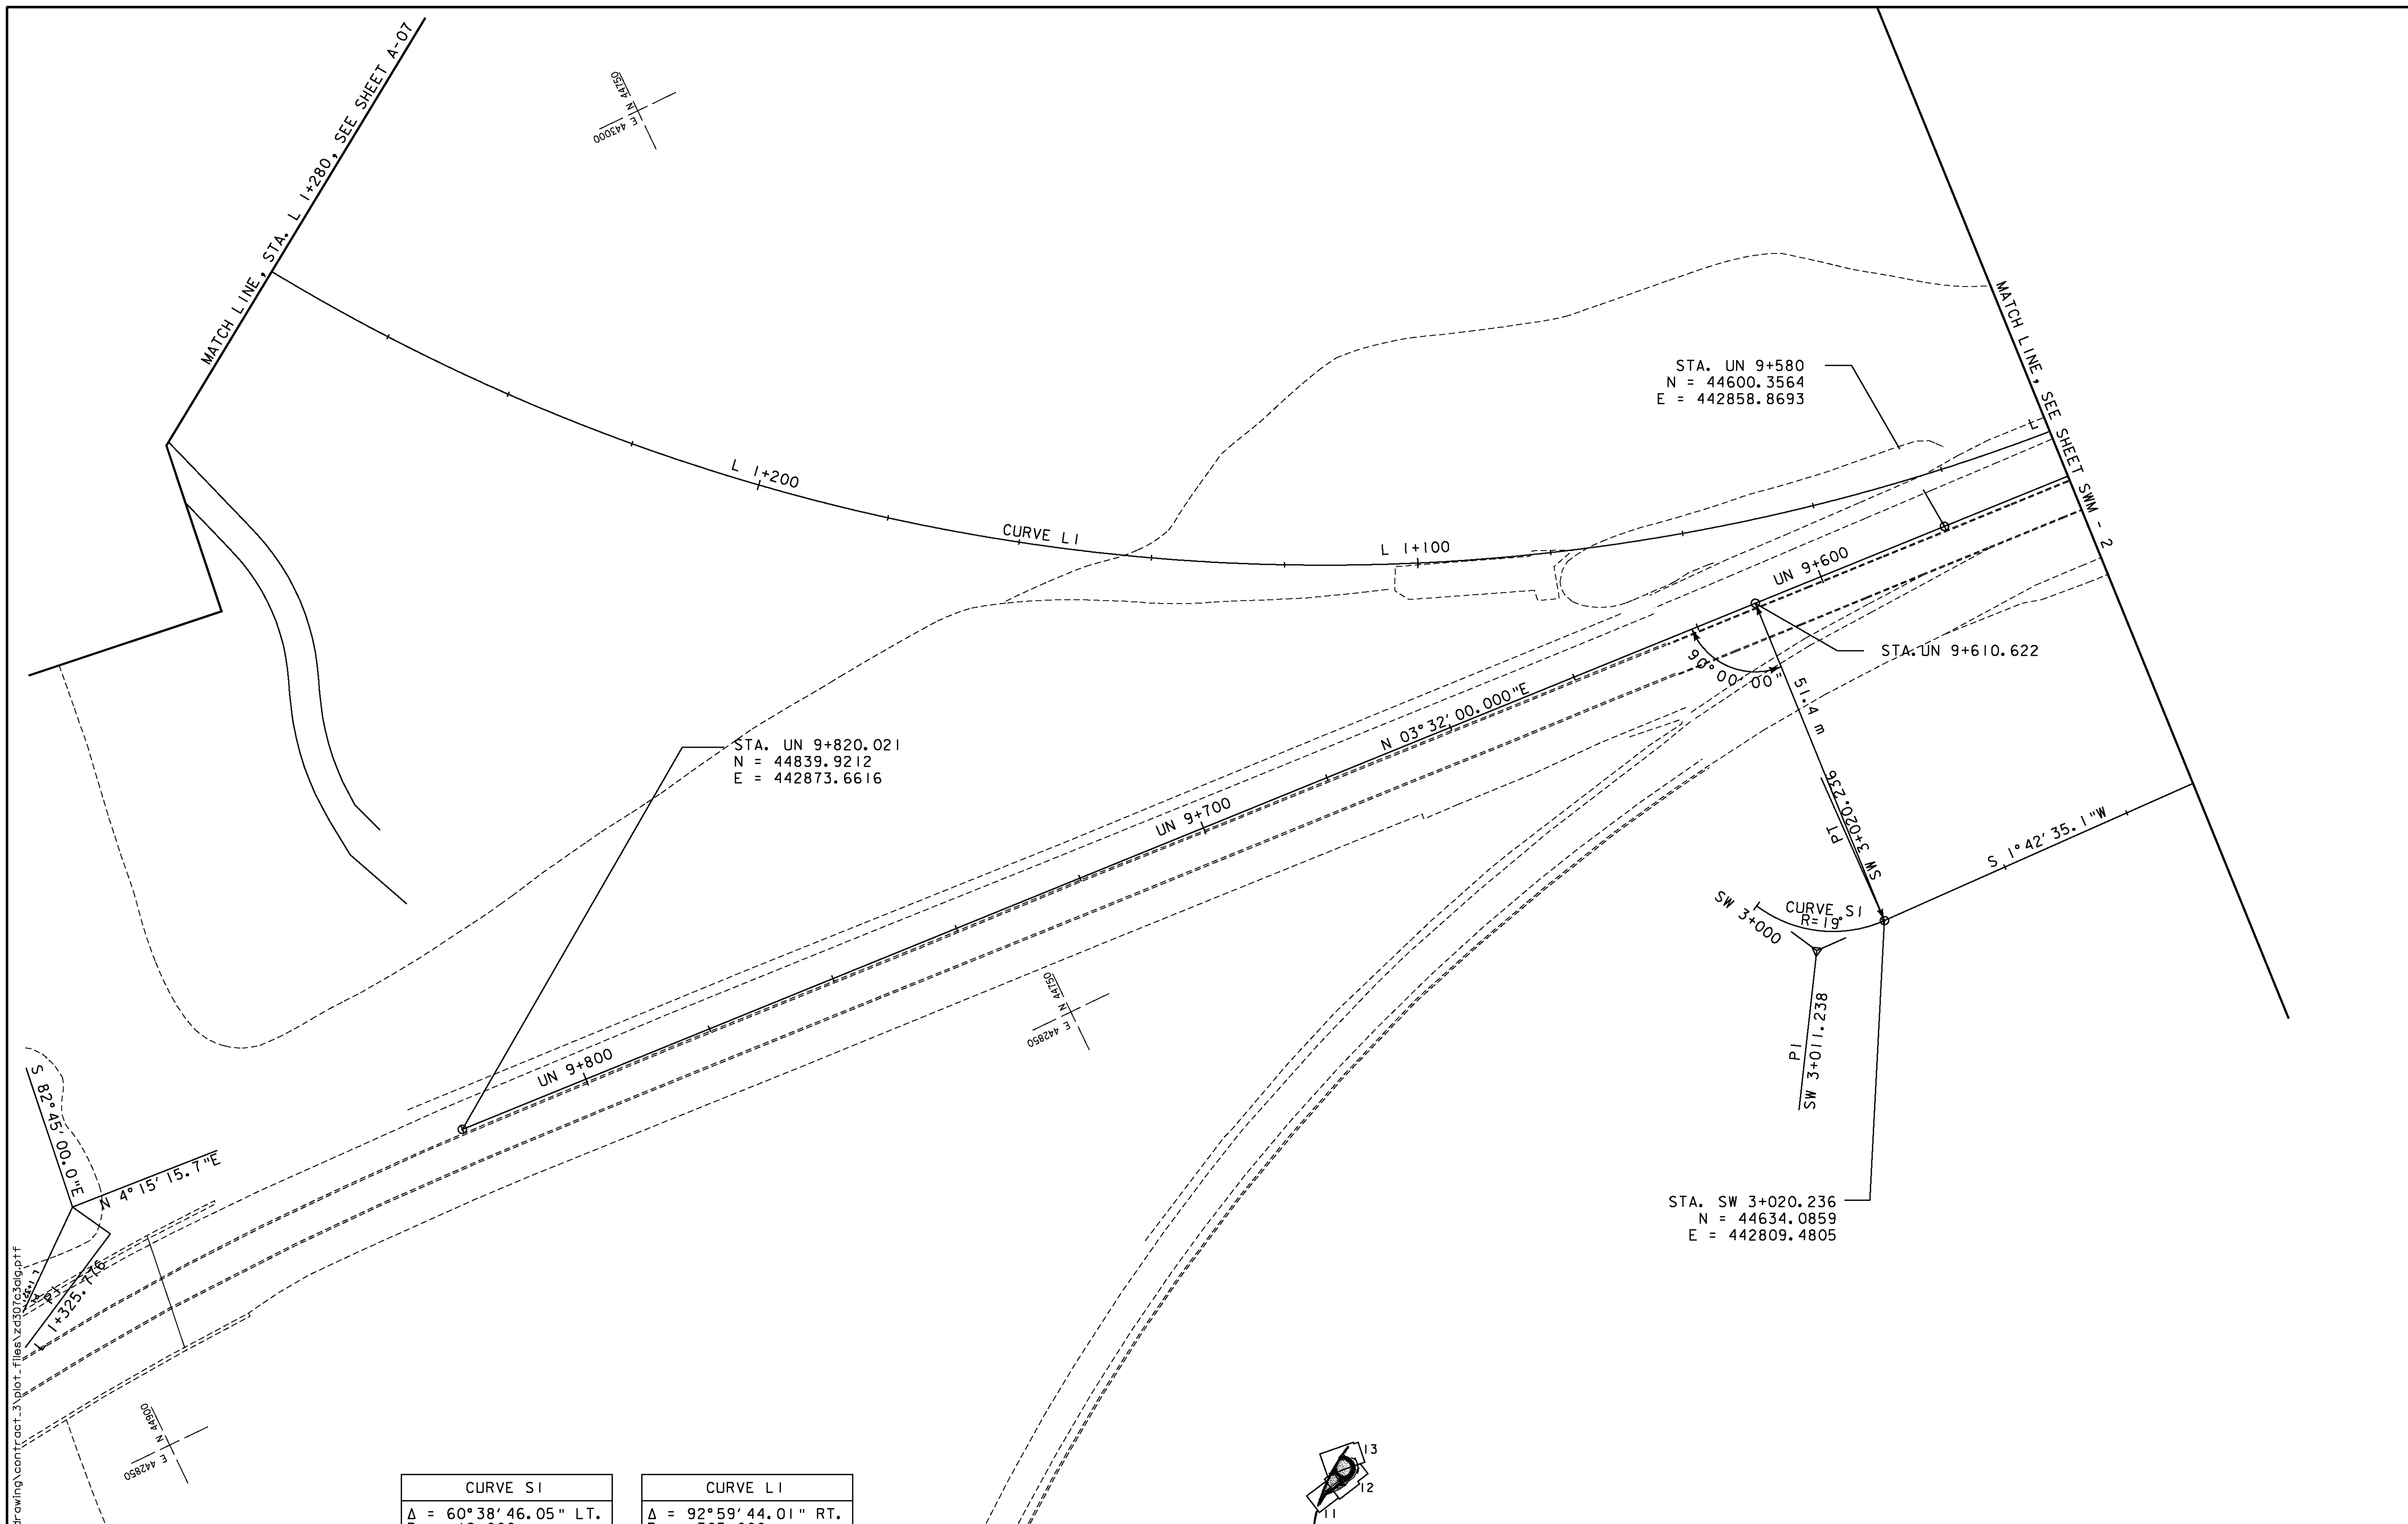 MATCH LINE, STA. L 1+280, SEE SHEET A-07
N 44750
E 443000
MATCH LINE, SEE SHEET SWM - 2
STA. UN 9+580
N = 44600.3564
E = 442858.8693
L
L 1+200
CURVE L1
L 1+100
UN 9+600
STA. UN 9+610.622
90° 00' 00"
51.4 m
N 03° 32' 00.000"E
STA. UN 9+820.021
N = 44839.9212
E = 442873.6616
UN 9+700
PT
SW 3+020.236
S 1° 42' 35.1"W
SW 3+000
CURVE S1
R=19
PI
SW 3+011.238
N 44750
E 442850
UN 9+800
S 82° 45' 00.0"E
N 4° 15' 15.7"E
STA. SW 3+020.236
N = 44634.0859
E = 442809.4805
L 1+325.776
drawing\contract_3\plot_files\zd307c3alg.ptf
N 44900
E 442850
13
12
11
CURVE S1
Δ = 60°38'46.05" LT.
CURVE L1
Δ = 92°59'44.01" RT.